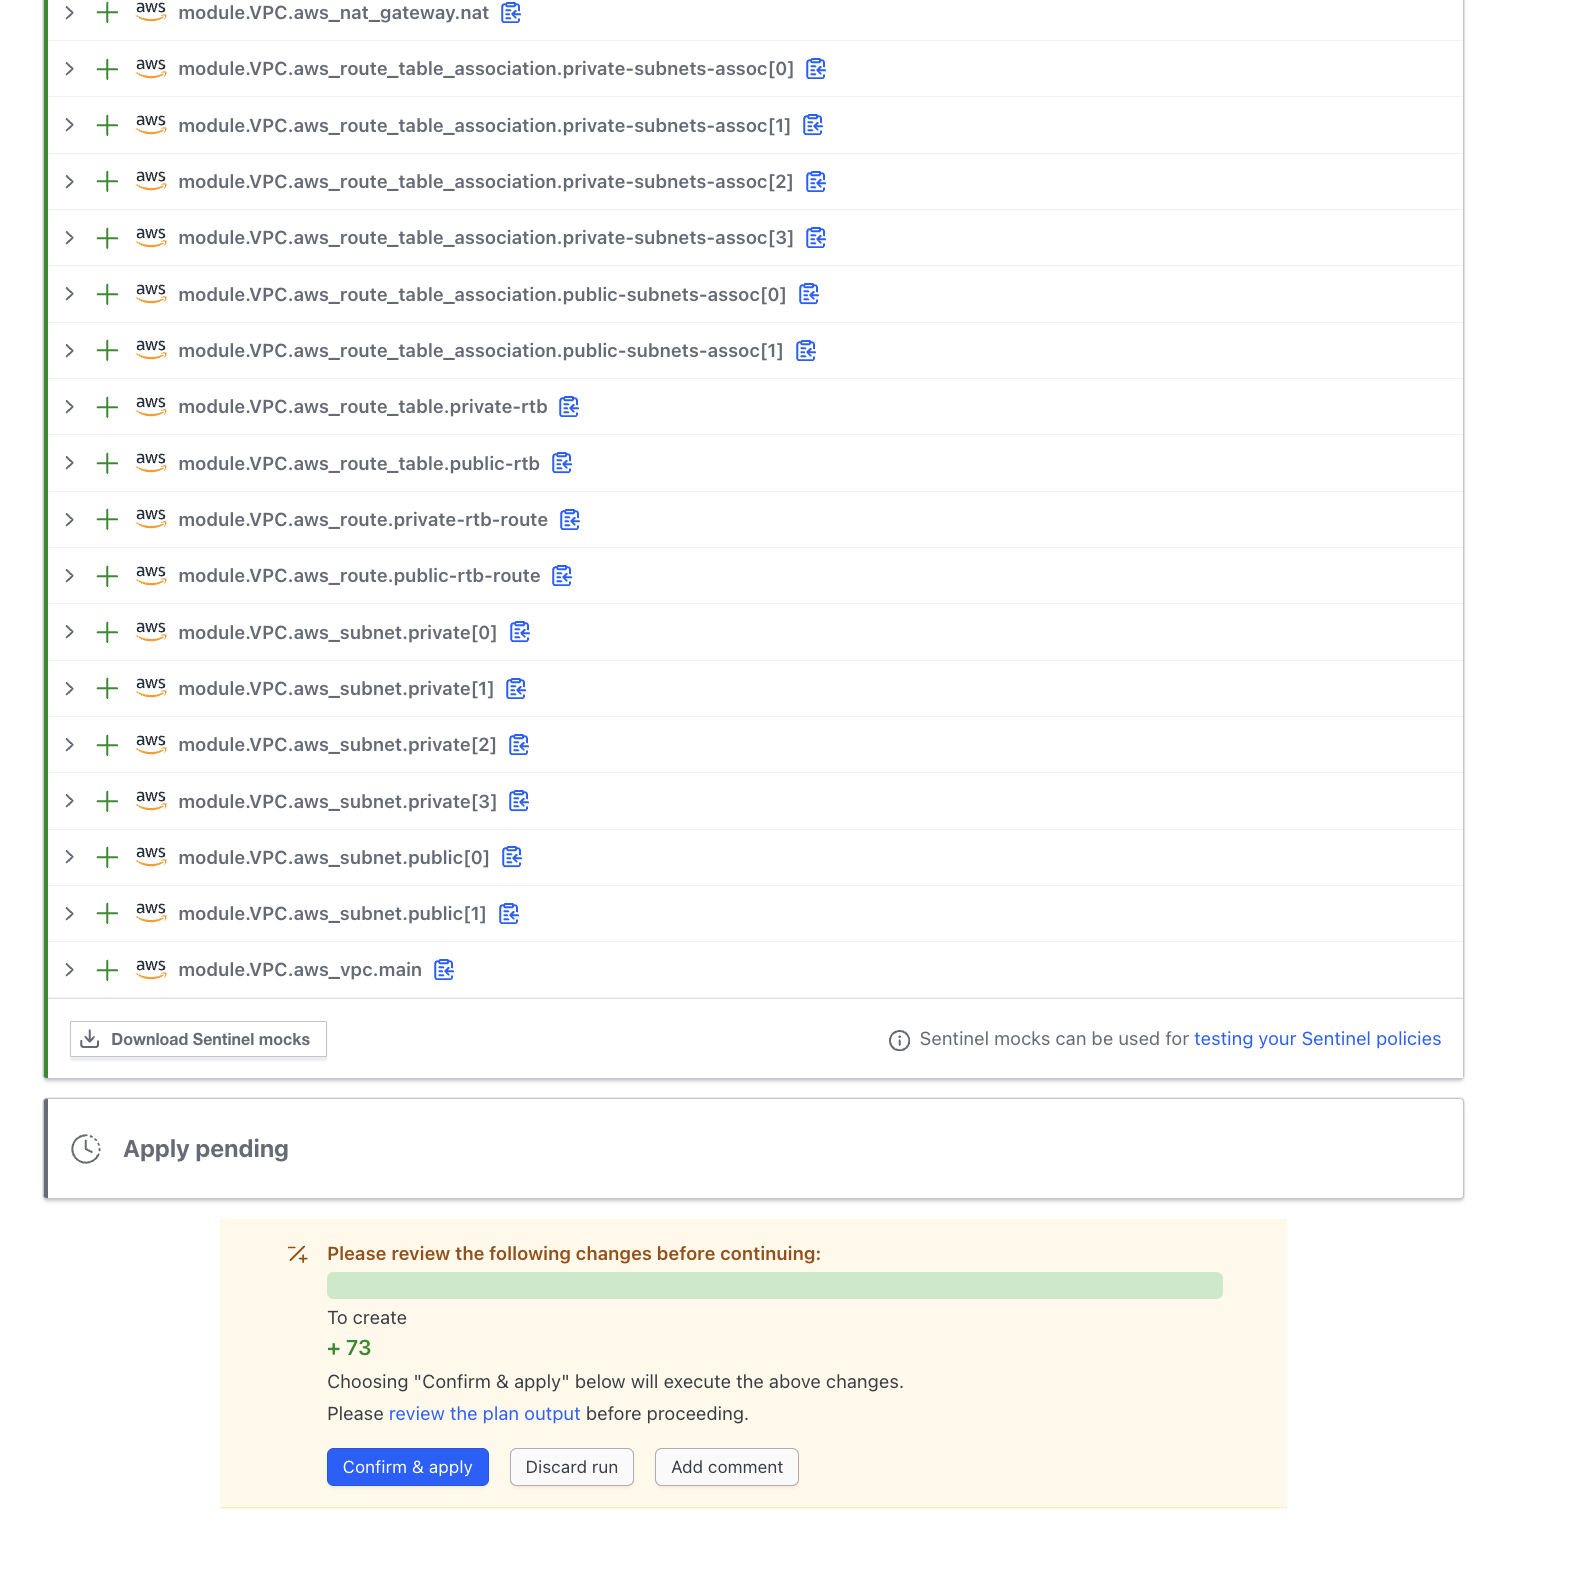 aws module.VPC.aws_nat_gateway.nat
aws module.VPC.aws_route_table_association.private-subnets-assoc[0]
aws module.VPC.aws_route_table_association.private-subnets-assoc[1]
aws module.VPC.aws_route_table_association.private-subnets-assoc[2]
aws module.VPC.aws_route_table_association.private-subnets-assoc[3]
aws module.VPC.aws_route_table_association.public-subnets-assoc[0]
aws module.VPC.aws_route_table_association.public-subnets-assoc[1]
aws module.VPC.aws_route_table.private-rtb
aws module.VPC.aws_route_table.public-rtb
aws module.VPC.aws_route.private-rtb-route
aws module.VPC.aws_route.public-rtb-route
aws module.VPC.aws_subnet.private[0]
aws module.VPC.aws_subnet.private[1]
aws module.VPC.aws_subnet.private[2]
aws module.VPC.aws_subnet.private[3]
aws module.VPC.aws_subnet.public[0]
aws module.VPC.aws_subnet.public[1]
aws module.VPC.aws_vpc.main
Download Sentinel mocks Sentinel mocks can be used for testing your Sentinel policies
Apply pending
Please review the following changes before continuing:
To create
+ 73
Choosing "Confirm & apply" below will execute the above changes.
Please review the plan output before proceeding.
Confirm & apply Discard run Add comment